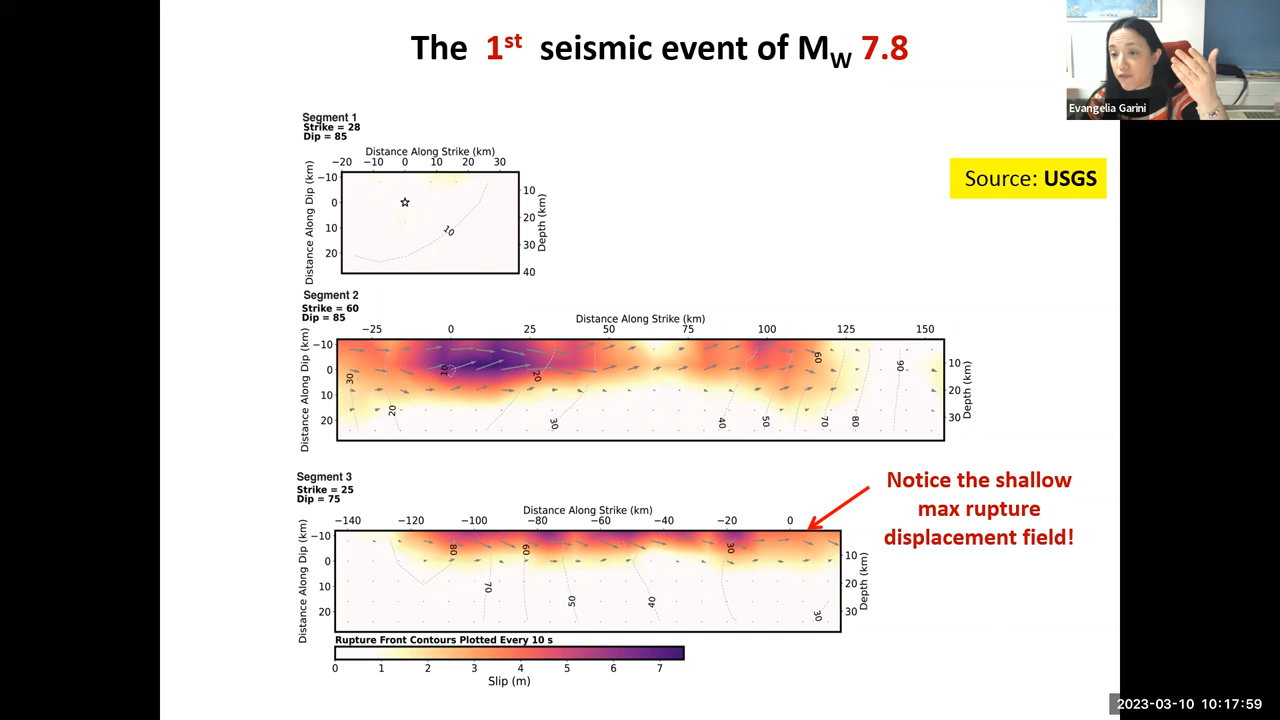 The 1st seismic event of MW 7.8
Evangelia Garini
Source: USGS
Segment 1
Strike = 28
Dip = 85
Distance Along Strike (km)
−20 −10 0 10 20 30
Distance Along Dip (km)
−10
0
10
20
10
10
20
30
40
Depth (km)
Segment 2
Strike = 60
Dip = 85
Distance Along Strike (km)
−25 0 25 50 75 100 125 150
Distance Along Dip (km)
−10
0
10
20
30 20 10 20 30 40 50 60 70 80 90
10
20
30
Depth (km)
Segment 3
Strike = 25
Dip = 75
Distance Along Strike (km)
−140 −120 −100 −80 −60 −40 −20 0
Distance Along Dip (km)
−10
0
10
20
80 70 60 50 40 30 30
10
20
30
Depth (km)
Notice the shallow
max rupture
displacement field!
Rupture Front Contours Plotted Every 10 s
0 1 2 3 4 5 6 7
Slip (m)
2023-03-10 10:17:59